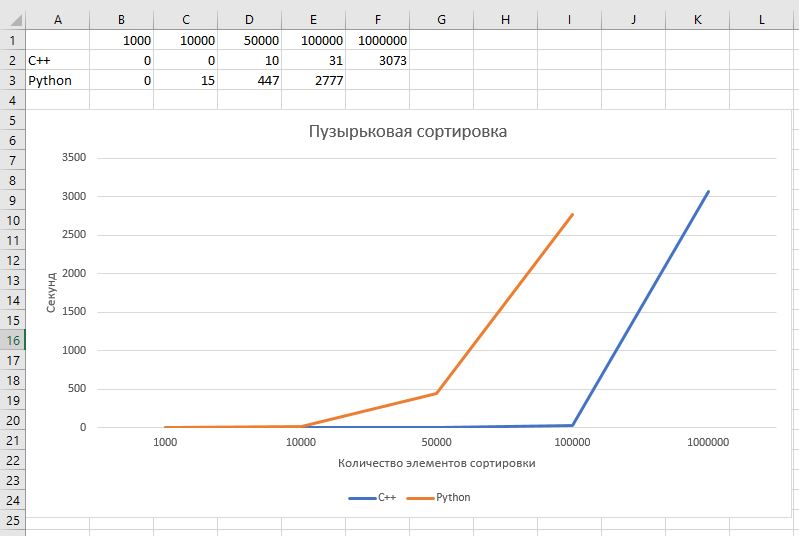 A B C D E F G H I J K L
1 1000 10000 50000 100000 1000000
2 C++ 0 0 10 31 3073
3 Python 0 15 447 2777
4
5
6 Пузырьковая сортировка
7 3500
8
9 3000
10
11 2500
12
13 2000
14 Секунд
15 1500
16
17 1000
18
19 500
20 0
21 1000 10000 50000 100000 1000000
22 Количество элементов сортировки
23
24 C++ Python
25